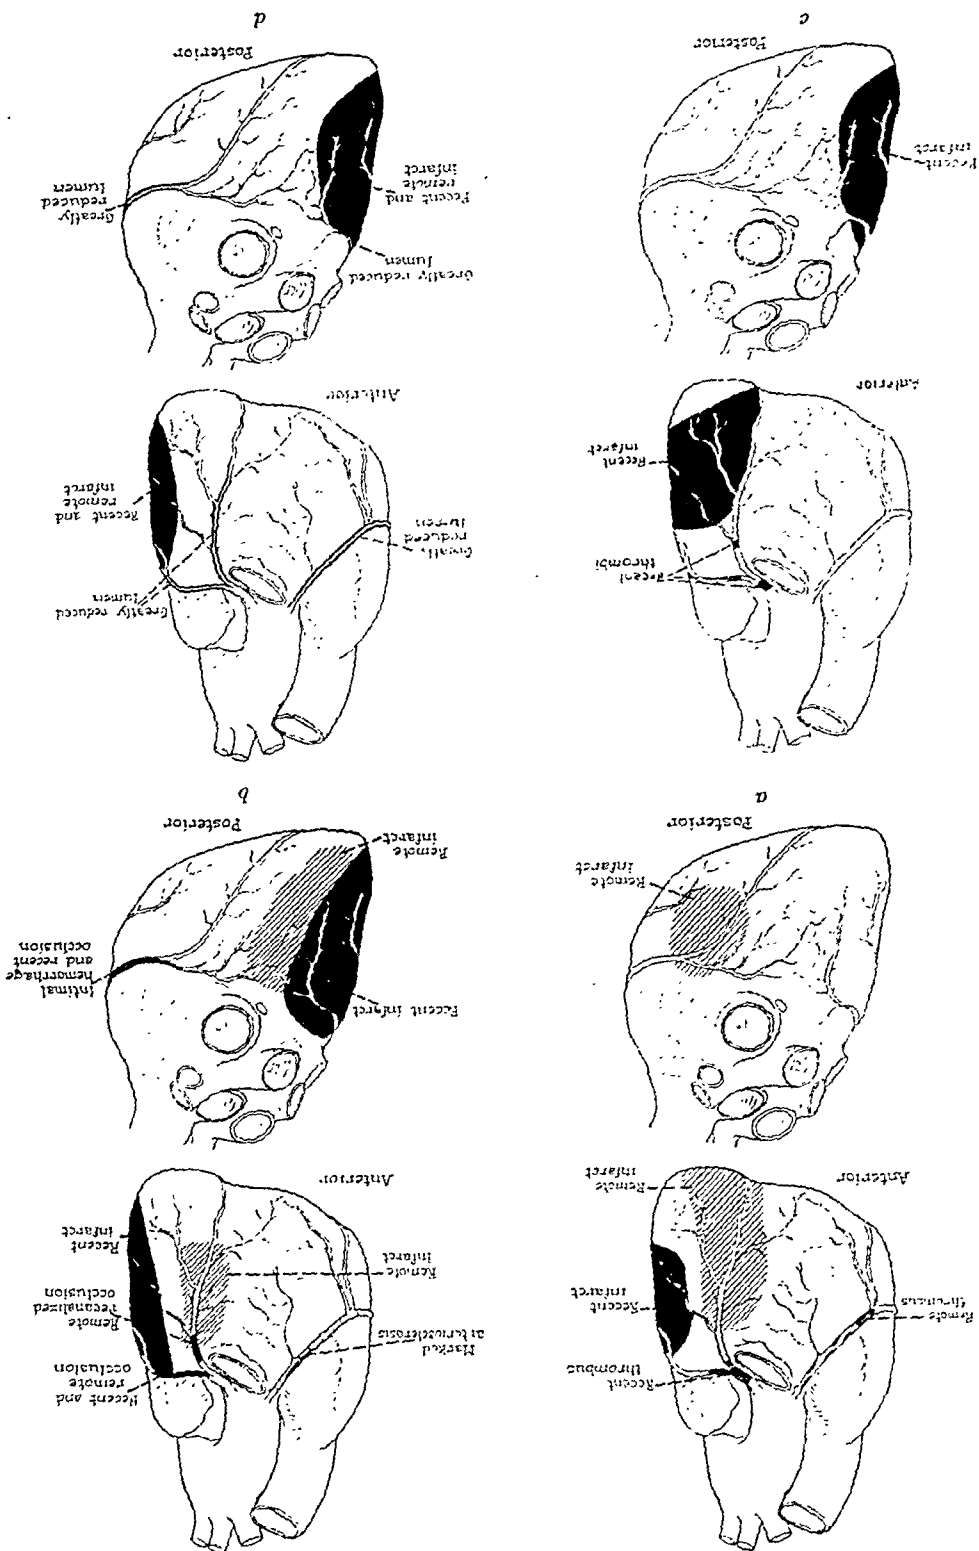 Recent
thrombus
Remote
thrombus
Recent
infarct
Remote
infarct
Anterior
Remote
infarct
Posterior
a
Recent and
remote
occlusion
Marked
arteriosclerosis
Remote
Recanalized
occlusion
Remote
infarct
Recent
infarct
Anterior
Recent infarct
Intimal
hemorrhage
and recent
occlusion
Remote
infarct
Posterior
b
Recent
thrombi
Recent
infarct
Anterior
Recent
infarct
Posterior
c
Greatly reduced
lumen
Greatly
reduced
lumen
Recent and
remote
infarct
Anterior
Greatly reduced
lumen
Greatly
reduced
lumen
Recent and
remote
infarct
Posterior
d